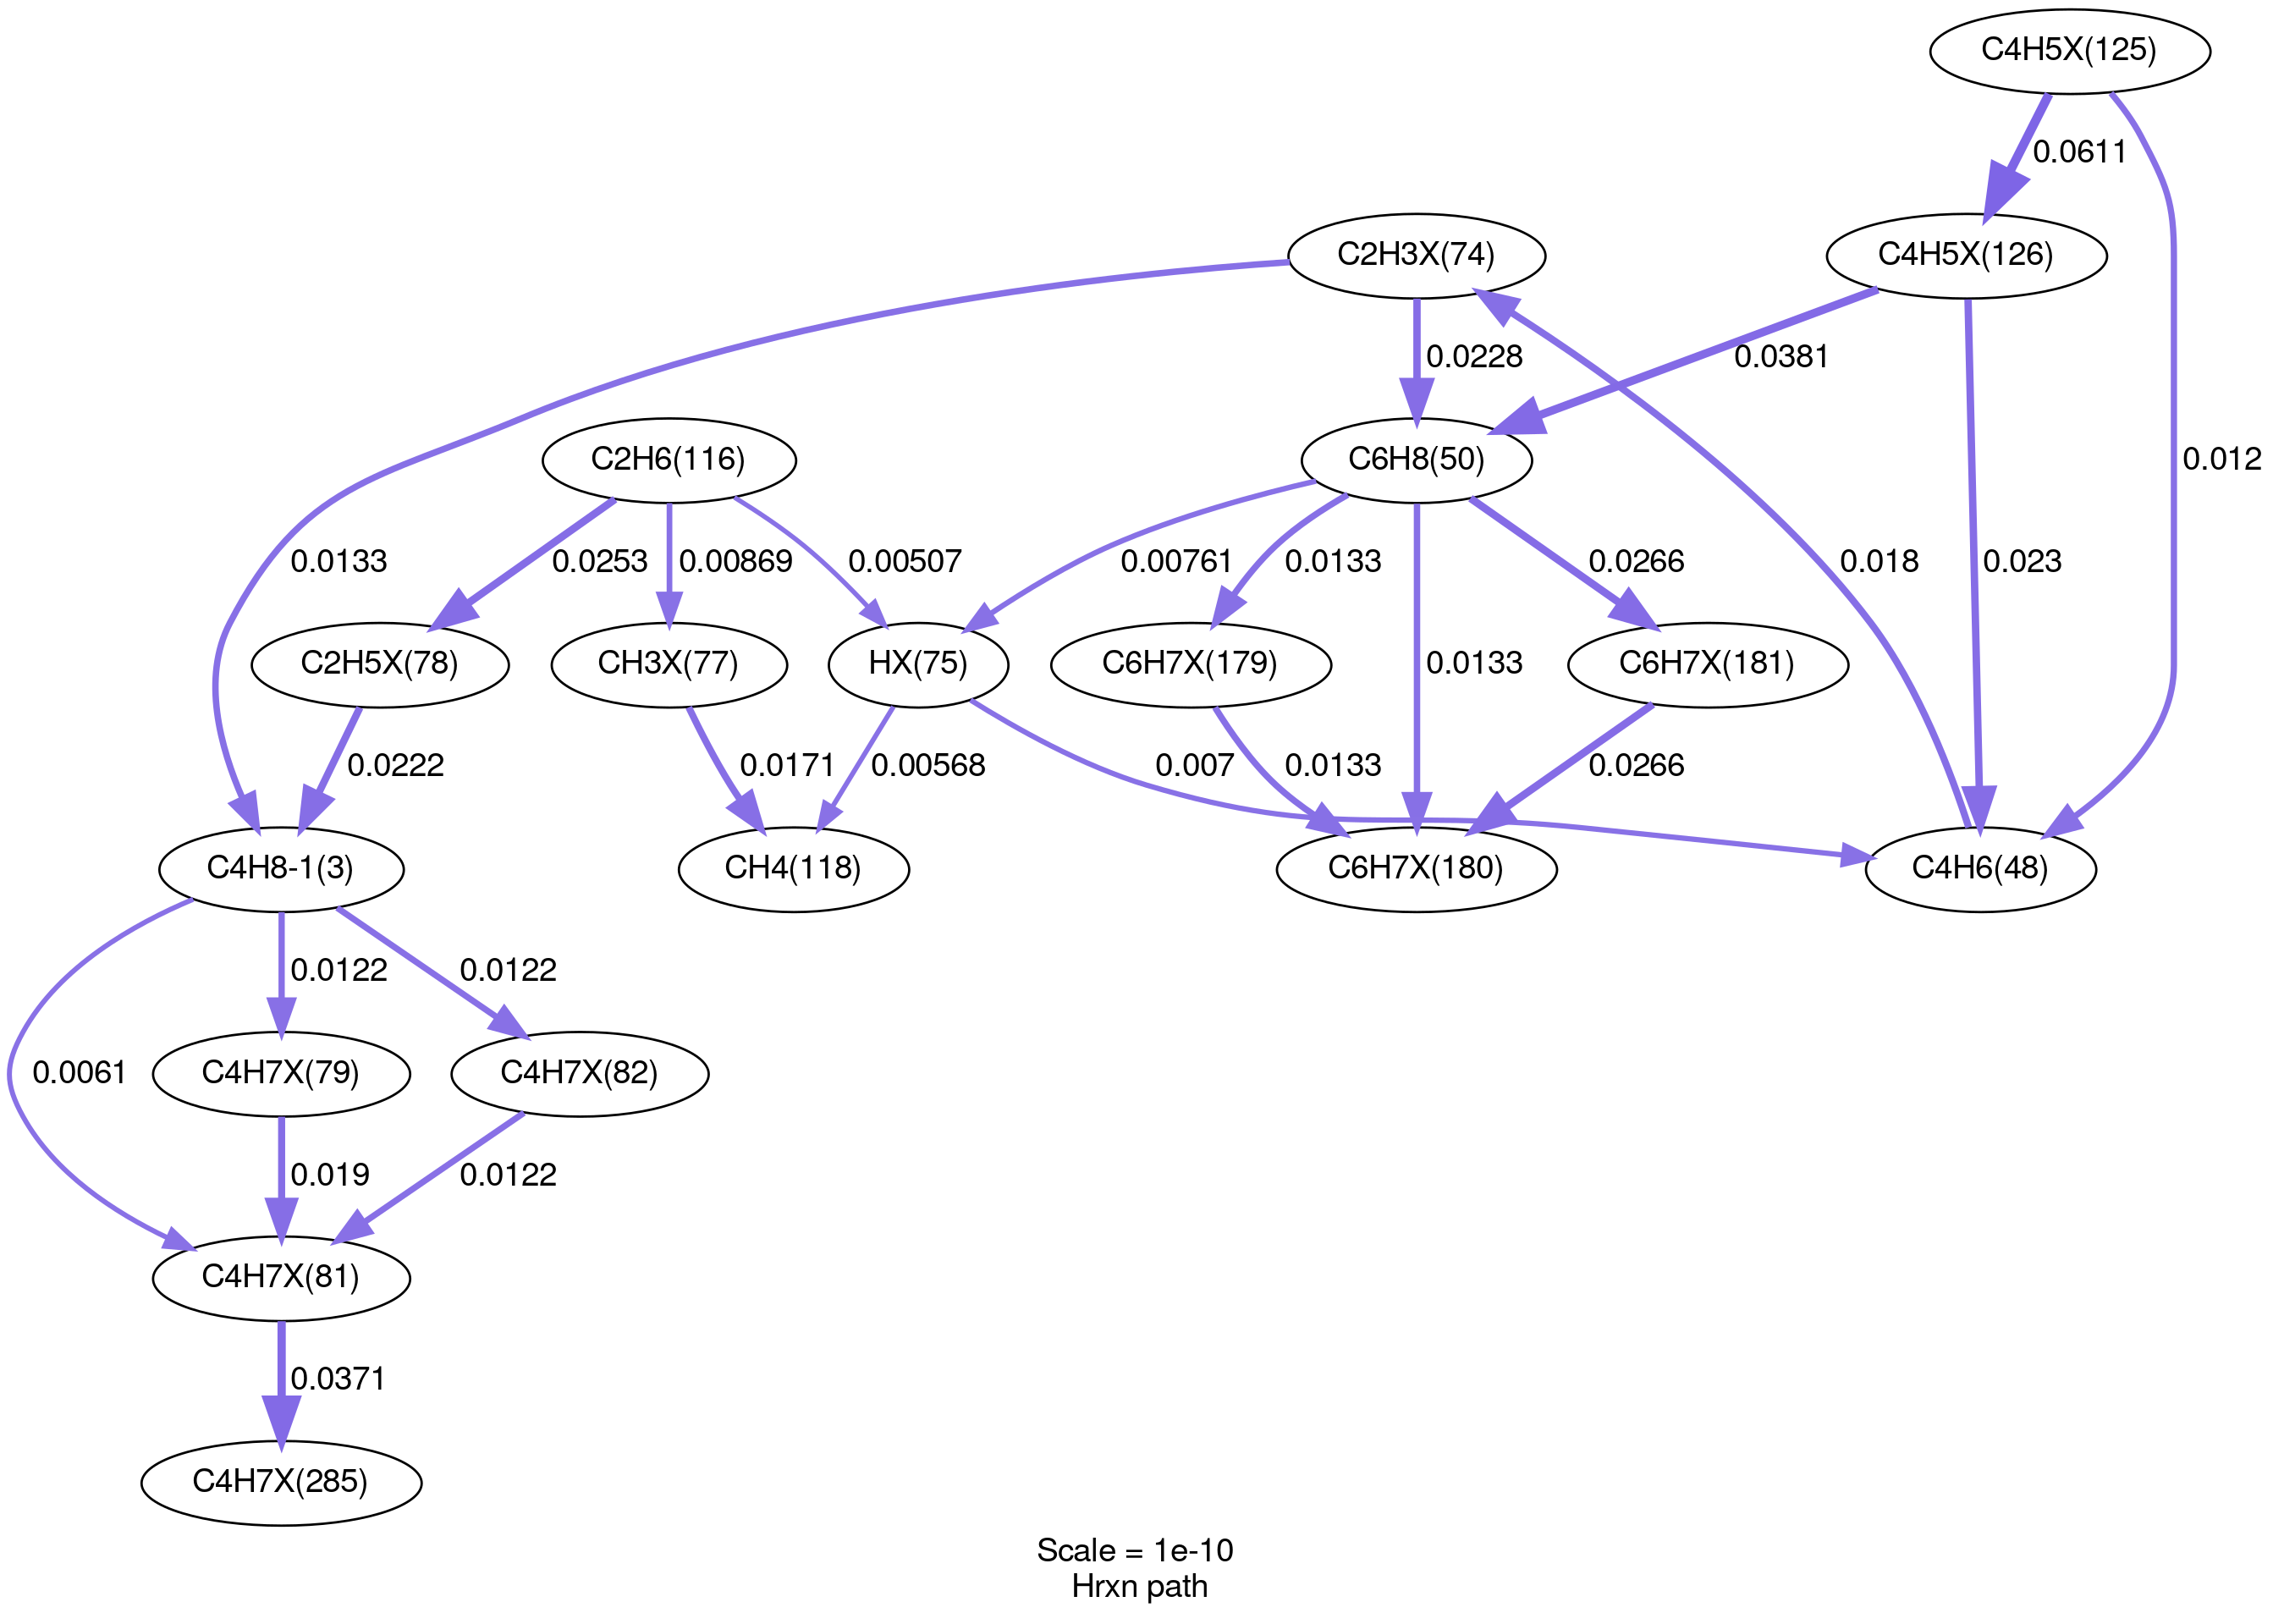 C4H5X(125)
0.0611
C2H3X(74)
C4H5X(126)
0.0228
0.0381
C2H6(116)
C6H8(50)
0.012
0.0133
0.0253
0.00869
0.00507
0.00761
0.0133
0.0266
0.018
0.023
C2H5X(78)
CH3X(77)
HX(75)
C6H7X(179)
0.0133
C6H7X(181)
0.0222
0.0171
0.00568
0.007
0.0133
0.0266
C4H8-1(3)
CH4(118)
C6H7X(180)
C4H6(48)
0.0122
0.0122
0.0061
C4H7X(79)
C4H7X(82)
0.019
0.0122
C4H7X(81)
0.0371
C4H7X(285)
Scale = 1e-10
Hrxn path